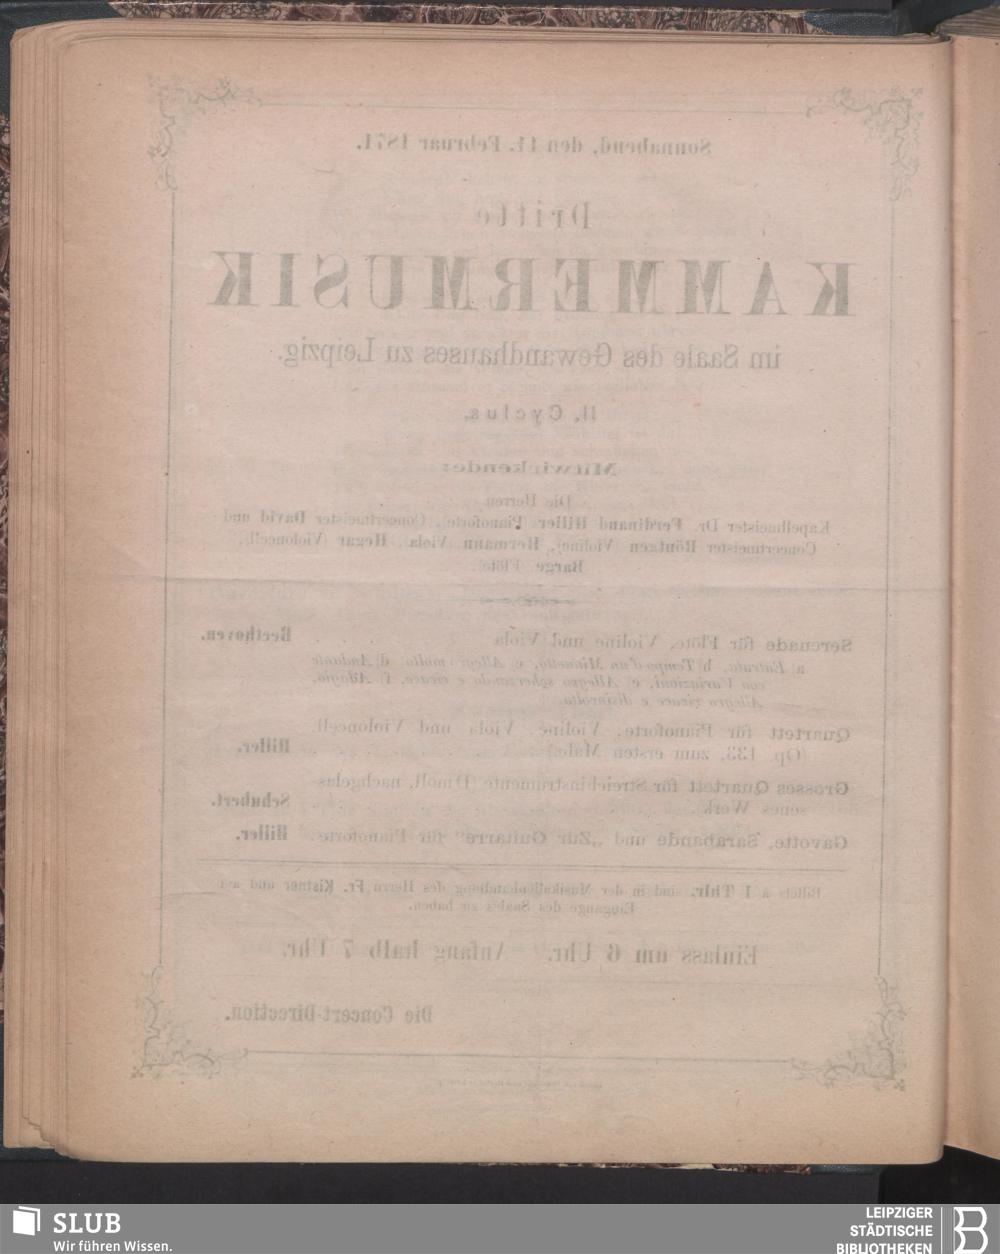 Sonnabend, den 11. Februar 1871.
Dritte
KAMMERMUSIK
im Saale des Gewandhauses zu Leipzig.
II. Cyclus.
Mitwirkende:
Die Herren
Kapellmeister Dr. Ferdinand Hiller (Pianoforte), Concertmeister David und
Concertmeister Röntgen (Violine), Hermann (Viola), Hegar (Violoncell),
Barge (Flöte).
Serenade für Flöte, Violine und Viola . . . . . . Beethoven.
a) Entrata. b) Tempo d'un Minuetto. c) Allegro molto. d) Andante
con Variazioni. e) Allegro scherzando e vivace. f) Adagio.
Allegro vivace e disinvolto.
Quartett für Pianoforte, Violine, Viola und Violoncell
(Op. 133, zum ersten Male) . . . . . Hiller.
Grosses Quartett für Streichinstrumente (D moll, nachgelas-
senes Werk) . . . . . Schubert.
Gavotte, Sarabande und „Zur Guitarre“ für Pianoforte . Hiller.
Billets à 1 Thlr. sind in der Musikalienhandlung des Herrn Fr. Kistner und am
Eingange des Saales zu haben.
Einlass um 6 Uhr. Anfang halb 7 Uhr.
Die Concert-Direction.
SLUB
Wir führen Wissen.
LEIPZIGER
STÄDTISCHE
BIBLIOTHEKEN